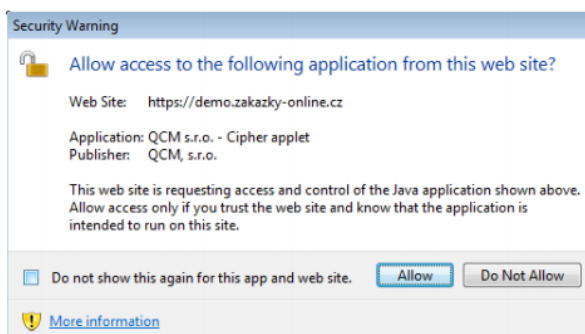 Security Warning
Allow access to the following application from this web site?
Web Site: https://demo.zakazky-online.cz
Application: QCM s.r.o. - Cipher applet
Publisher: QCM, s.r.o.
This web site is requesting access and control of the Java application shown above.
Allow access only if you trust the web site and know that the application is
intended to run on this site.
Do not show this again for this app and web site.
Allow
Do Not Allow
More information